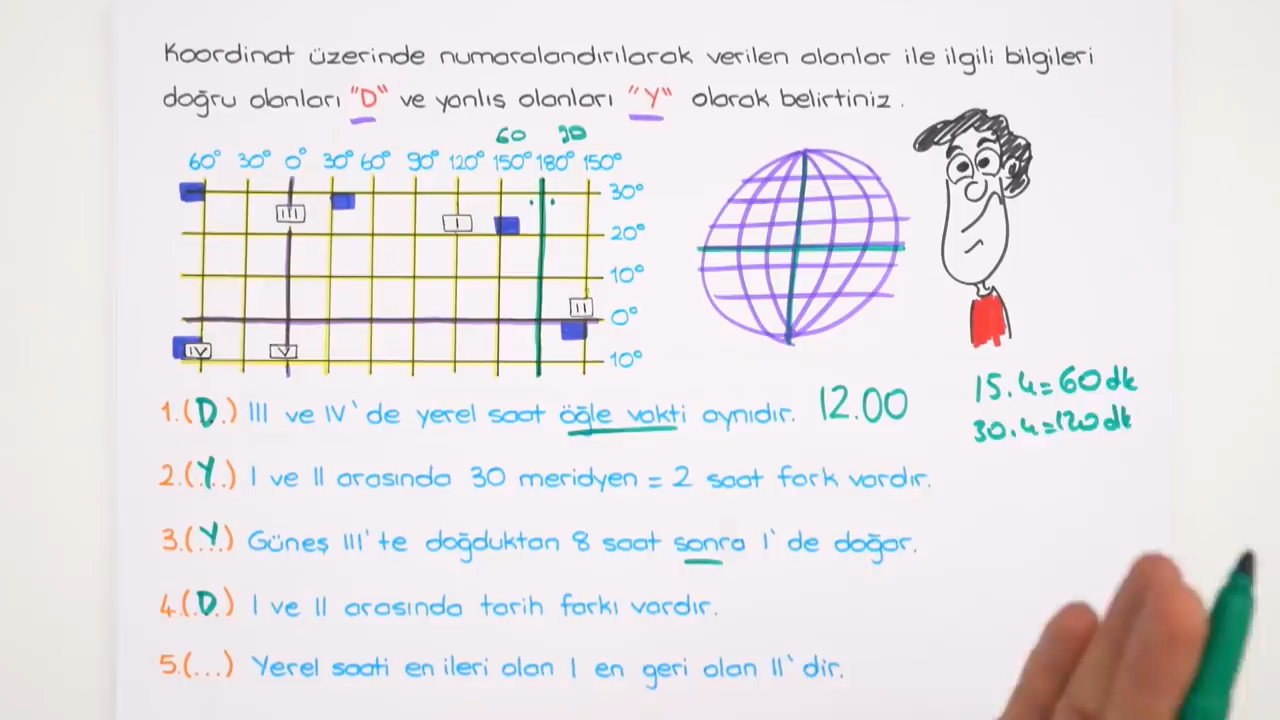 Koordinat üzerinde numaralandırılarak verilen alanlar ile ilgili bilgileri
doğru olanları "D" ve yanlış olanları "Y" olarak belirtiniz.
60 30
60° 30° 0° 30° 60° 90° 120° 150° 180° 150°
30°
III
I
20°
10°
II
0°
IV V
10°
15.4=60dk
30.4=120dk
1.(D.) III ve IV'de yerel saat öğle vakti aynıdır. 12.00
2.(Y.) I ve II arasında 30 meridyen = 2 saat fark vardır.
3.(Y) Güneş III'te doğduktan 8 saat sonra I'de doğar.
4.(D.) I ve II arasında tarih farkı vardır.
5.(...) Yerel saati en ileri olan I en geri olan II'dir.